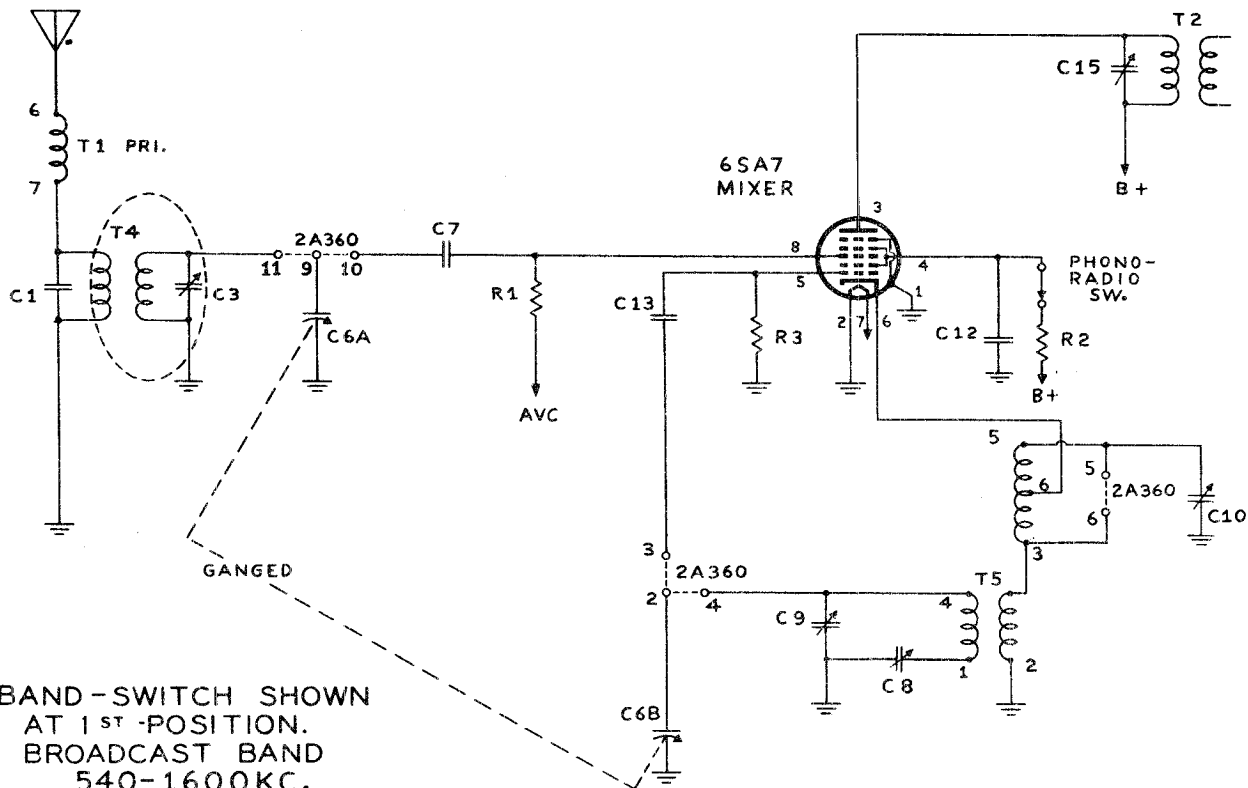 T2
C15
B+
6
T1 PRI.
7
6SA7
MIXER
3
T4
2A360
11 9 10
C7
8
5
4
1
PHONO-
RADIO
SW.
C1
C3
C6A
R1
C13
R3
2 7 6
C12
R2
B+
AVC
5
6
5
2A360
6
C10
3
GANGED
3
2A360
2
4
T5
4
C9
C8
1
2
C6B
BAND-SWITCH SHOWN
AT 1ST-POSITION.
BROADCAST BAND
540-1600KC.